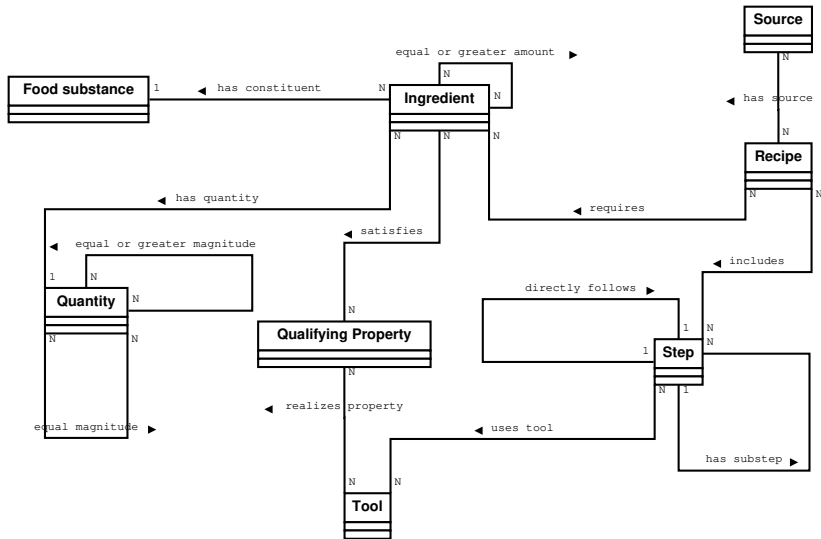 Source
N
equal or greater amount ►
N
Food substance
1
◄ has constituent
N
Ingredient
N
◄ has source
N
Recipe
N
N
N
N
N
N
◄ has quantity
◄ requires
◄ satisfies
◄ equal or greater magnitude
◄ includes
1
N
directly follows ►
Quantity
N
N
1
N
N
N
Qualifying Property
1
Step
N
N
N
1
◄ realizes property
equal magnitude ►
◄ uses tool
has substep ►
N
N
Tool